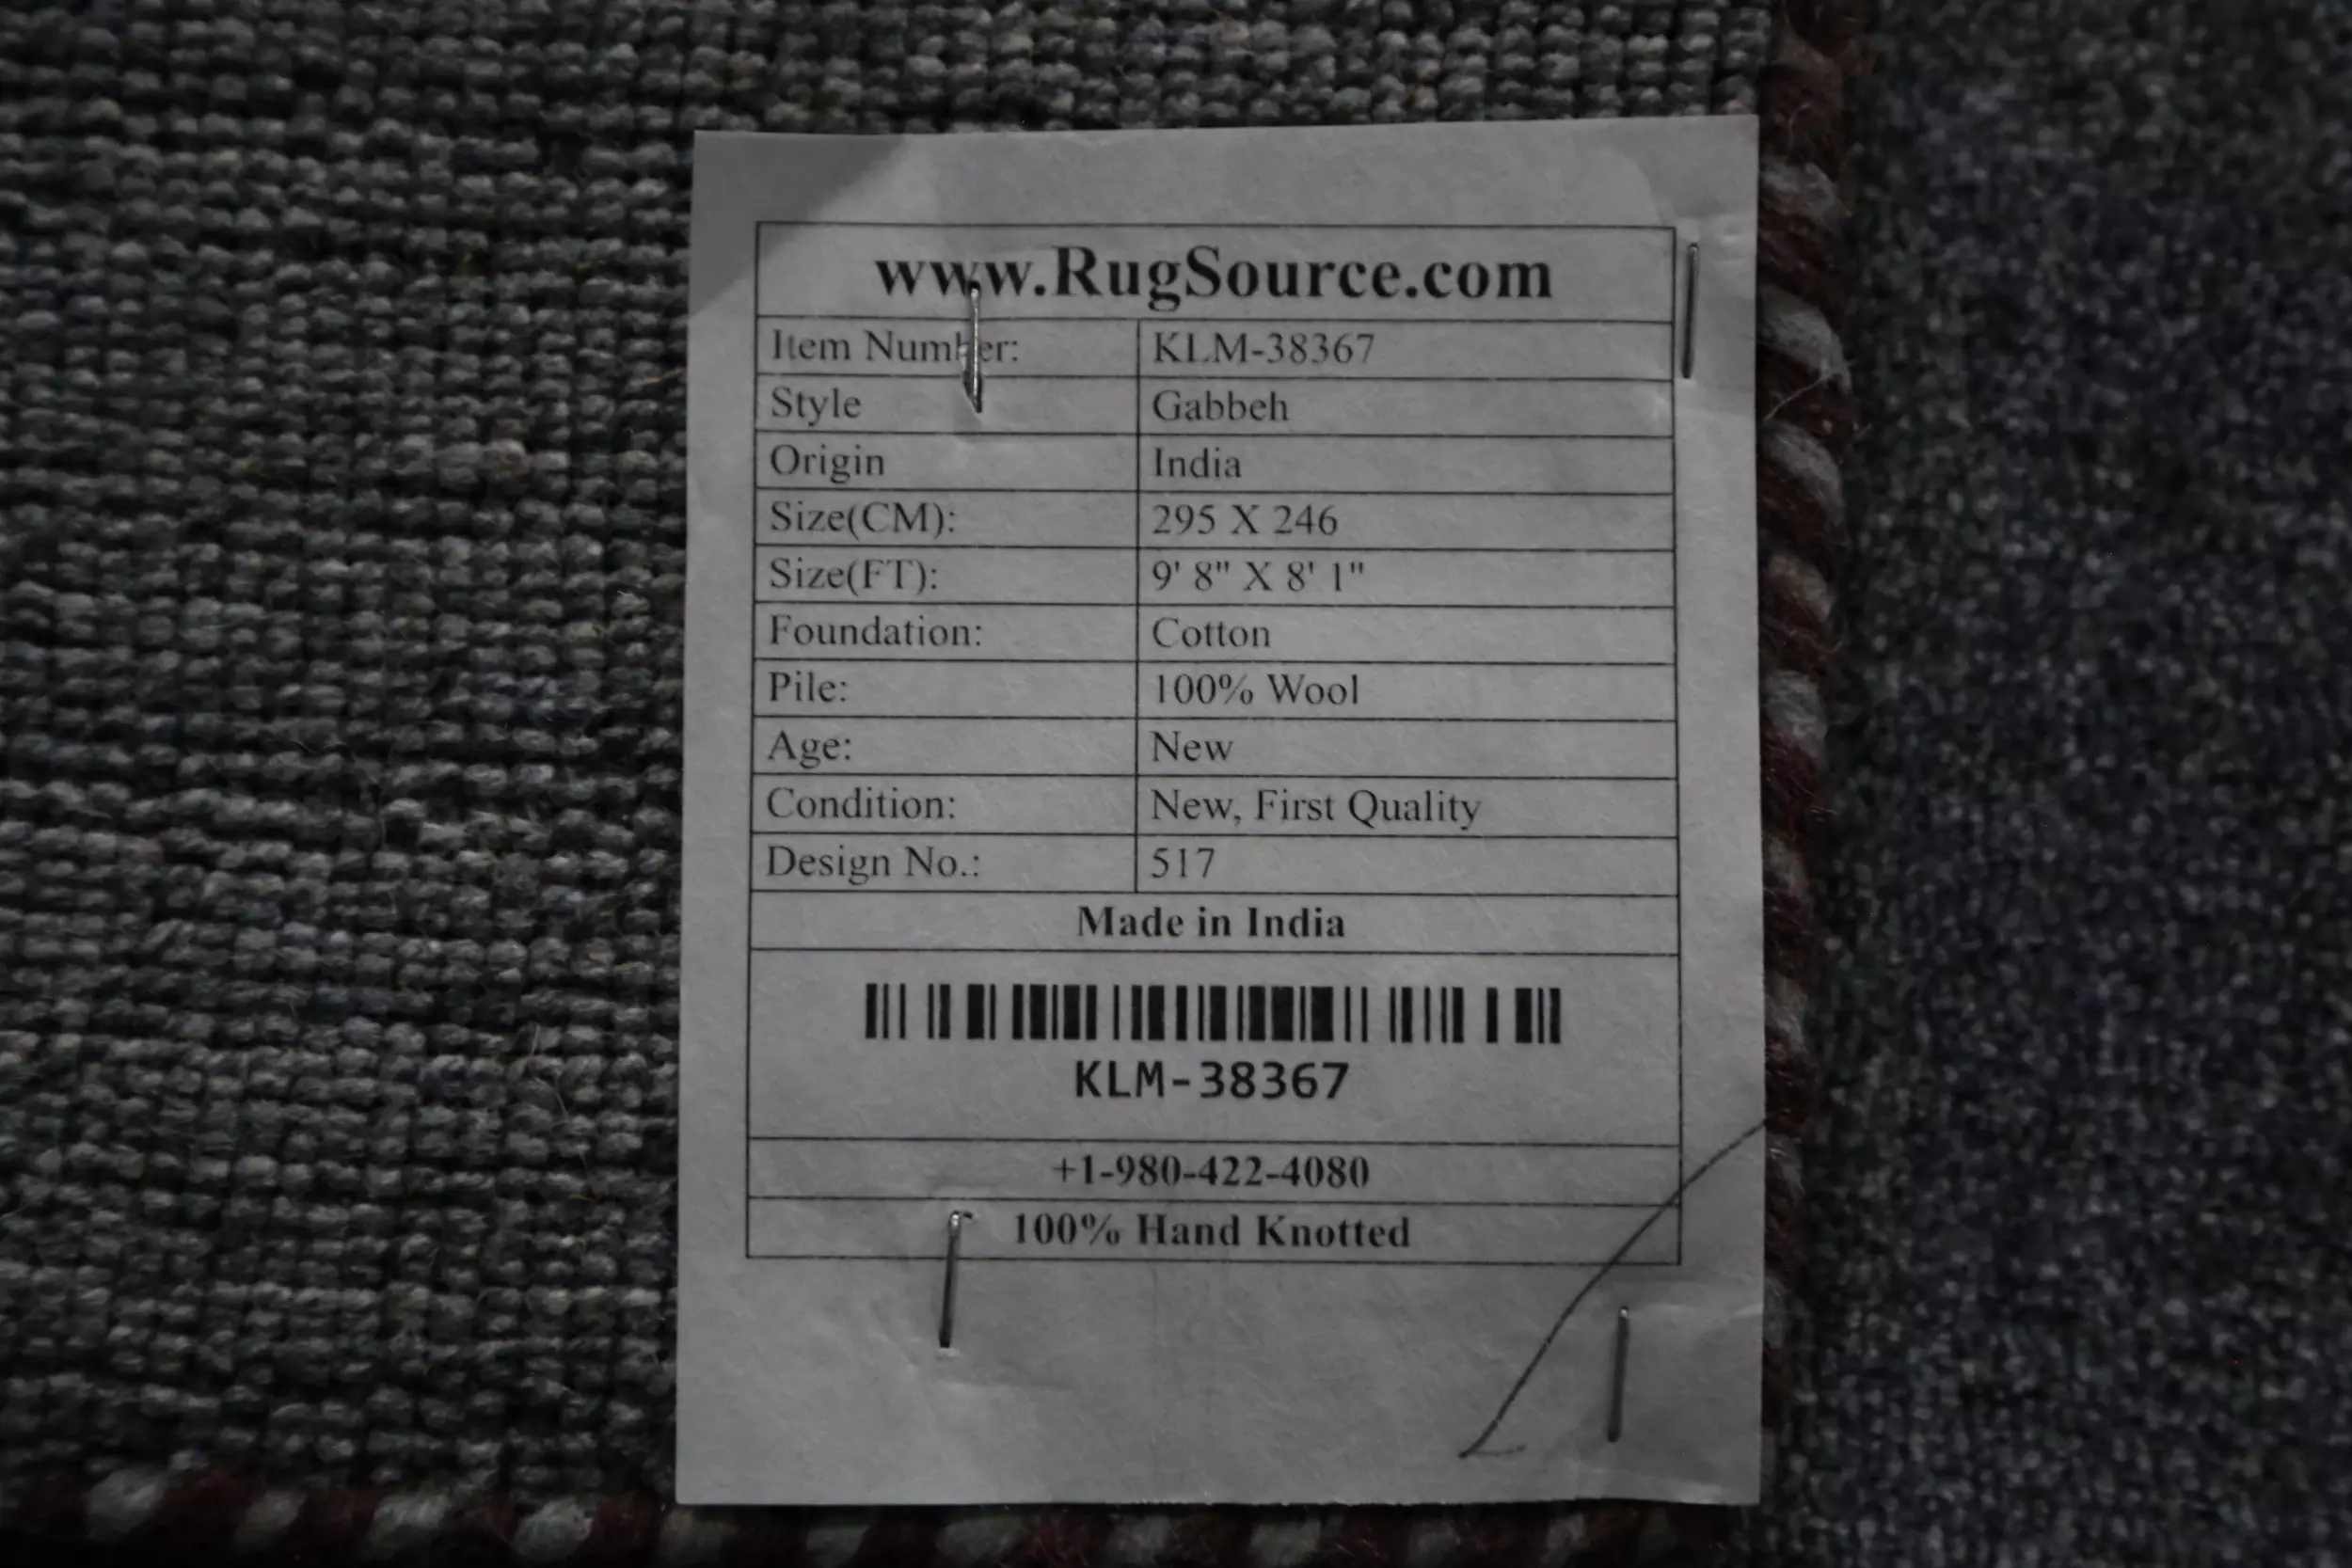 www.RugSource.com
Item Number: KLM-38367
Style Gabbeh
Origin India
Size(CM): 295 X 246
Size(FT): 9' 8" X 8' 1"
Foundation: Cotton
Pile: 100% Wool
Age: New
Condition: New, First Quality
Design No.: 517
Made in India
KLM-38367
+1-980-422-4080
100% Hand Knotted